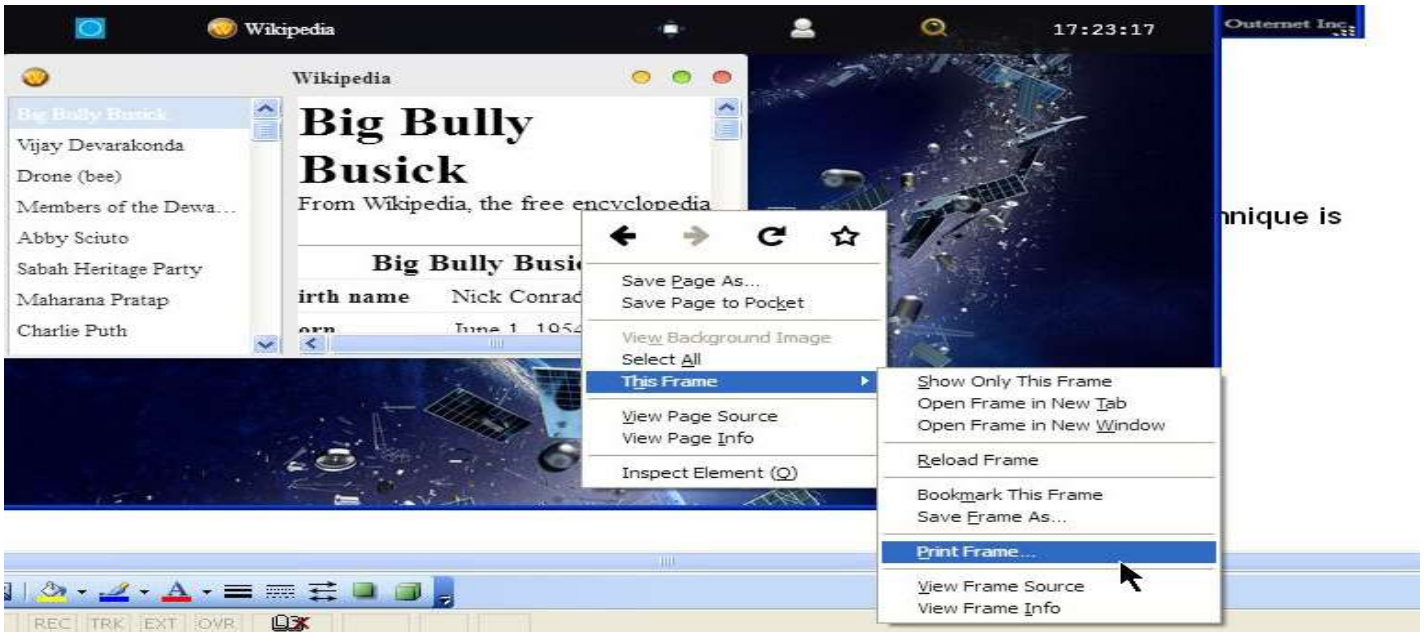 Wikipedia
17:23:17
Outernet Inc.
Wikipedia
Big Bully Busick
Vijay Devarakonda
Drone (bee)
Members of the Dewa...
Abby Sciuto
Sabah Heritage Party
Maharana Pratap
Charlie Puth
Big Bully
Busick
From Wikipedia, the free encyclopedia
Big Bully Busi
irth name Nick Conrad
orn June 1, 1954
nnique is
Save Page As...
Save Page to Pocket
View Background Image
Select All
This Frame
View Page Source
View Page Info
Inspect Element (Q)
Show Only This Frame
Open Frame in New Tab
Open Frame in New Window
Reload Frame
Bookmark This Frame
Save Frame As...
Print Frame...
View Frame Source
View Frame Info
A
REC TRK EXT OVR